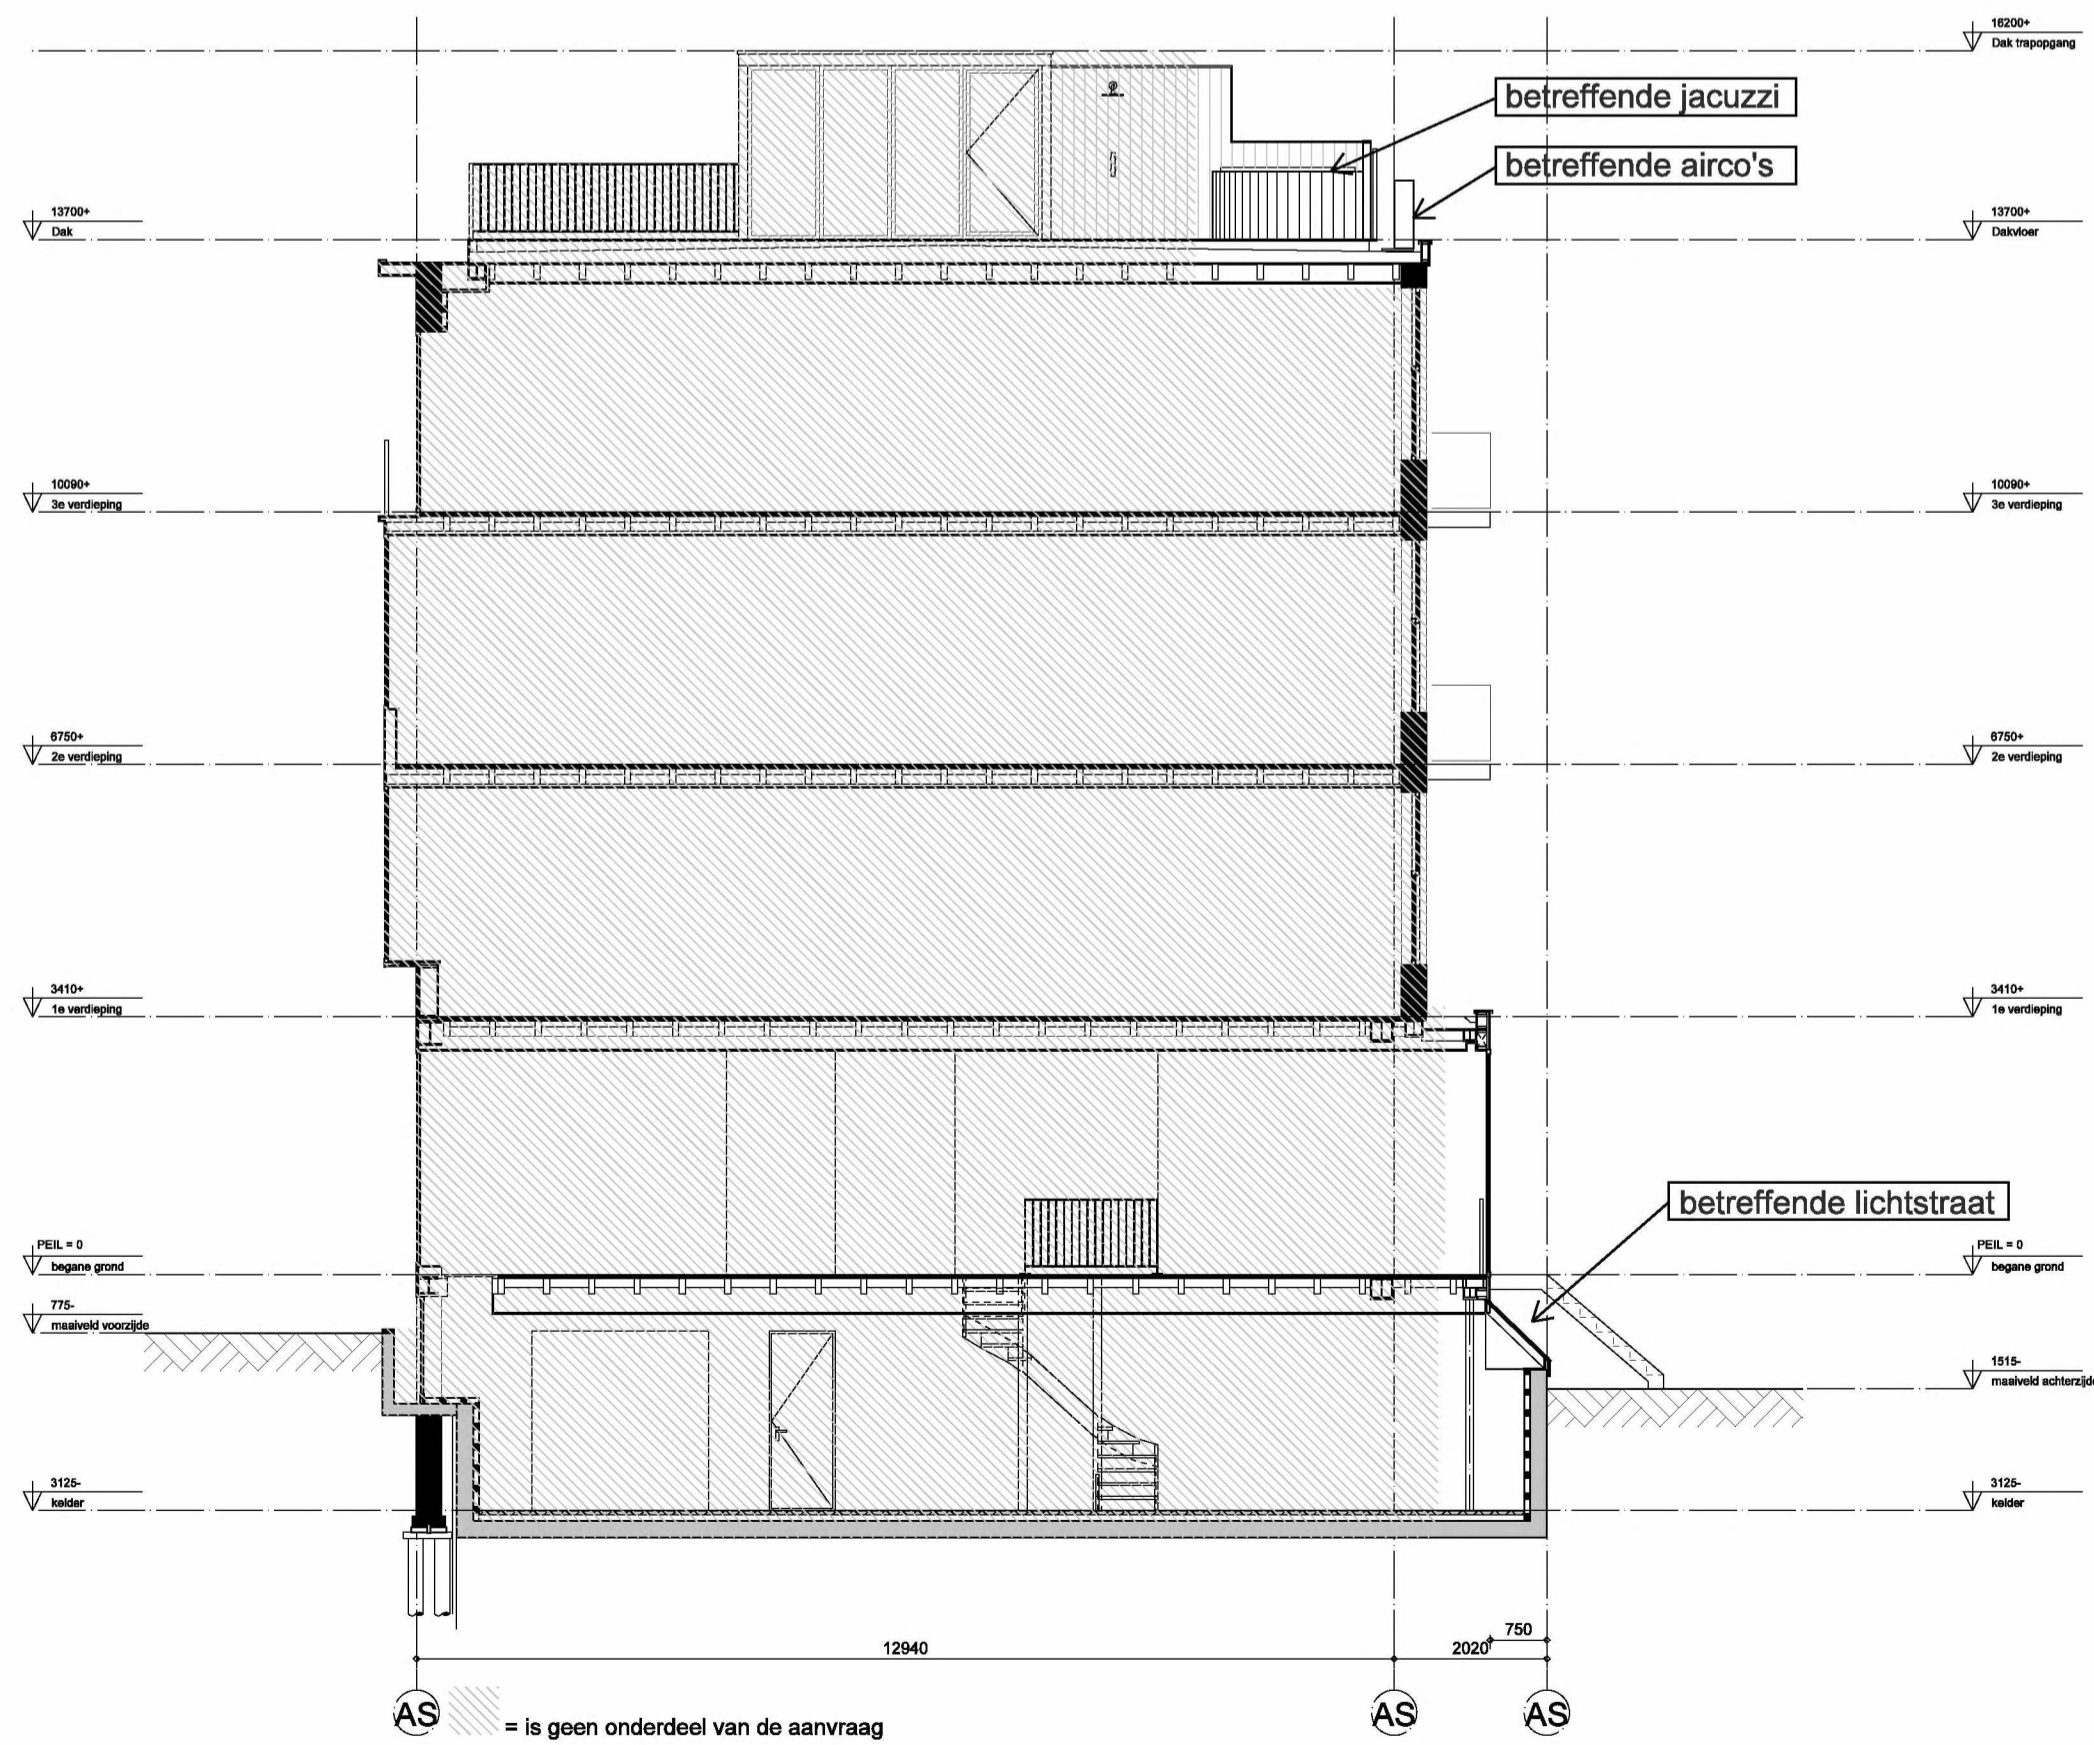 16200+
Dak trapopgang
betreffende jacuzzi
betreffende airco's
13700+
Dak
13700+
Dakvloer
10090+
3e verdieping
10090+
3e verdieping
6750+
2e verdieping
6750+
2e verdieping
3410+
1e verdieping
3410+
1e verdieping
betreffende lichtstraat
PEIL = 0
begane grond
PEIL = 0
begane grond
775-
maaiveld voorzijde
1515-
maaiveld achterzijde
3125-
kelder
3125-
kelder
750
12940
2020
AS
AS
AS
= is geen onderdeel van de aanvraag